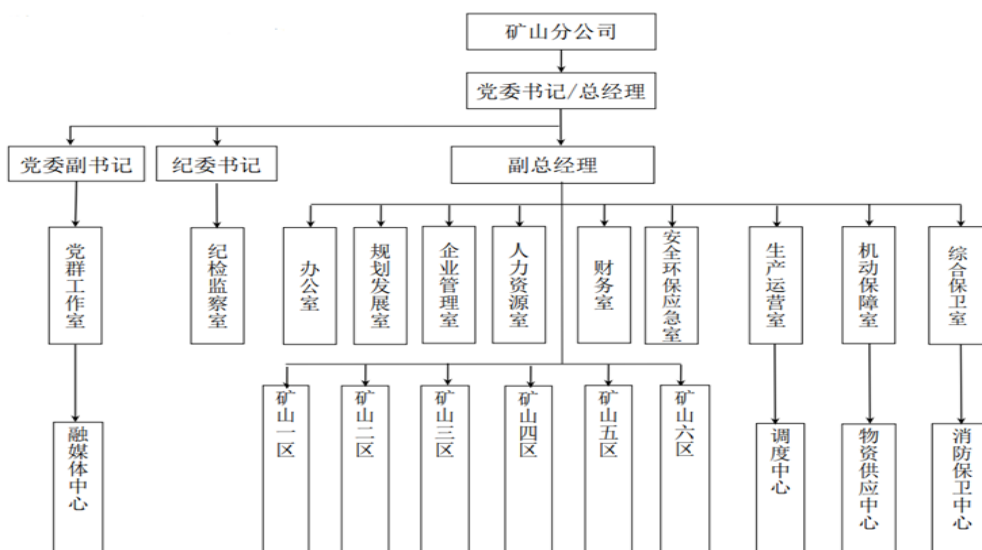 矿山分公司
党委书记/总经理
党委副书记
纪委书记
副总经理
党群工作室
纪检监察室
办公室
规划发展室
企业管理室
人力资源室
财务室
安全环保应急室
生产运营室
机动保障室
综合保卫室
矿山一区
矿山二区
矿山三区
矿山四区
矿山五区
矿山六区
融媒体中心
调度中心
物资供应中心
消防保卫中心